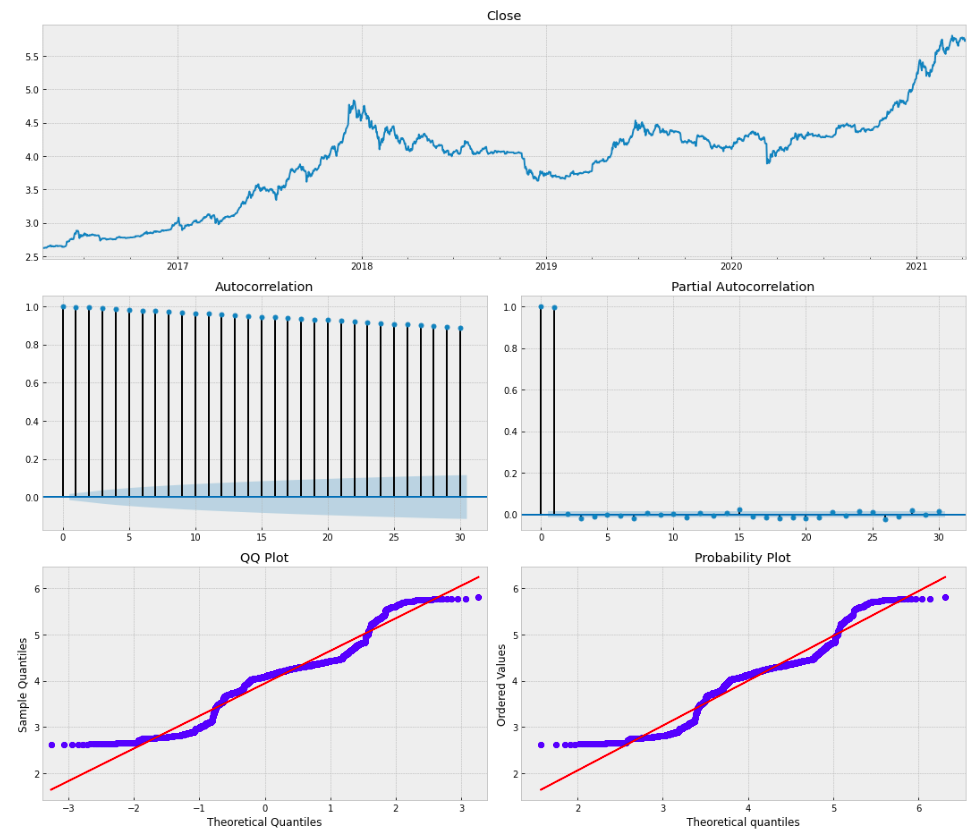 Close
5.5
5.0
4.5
4.0
3.5
3.0
2.5
2017 2018 2019 2020 2021
Autocorrelation
1.0
0.8
0.6
0.4
0.2
0.0
0 5 10 15 20 25 30
Partial Autocorrelation
1.0
0.8
0.6
0.4
0.2
0.0
0 5 10 15 20 25 30
QQ Plot
Sample Quantiles
6
5
4
3
2
−3 −2 −1 0 1 2 3
Theoretical Quantiles
Probability Plot
Ordered Values
6
5
4
3
2
2 3 4 5 6
Theoretical quantiles